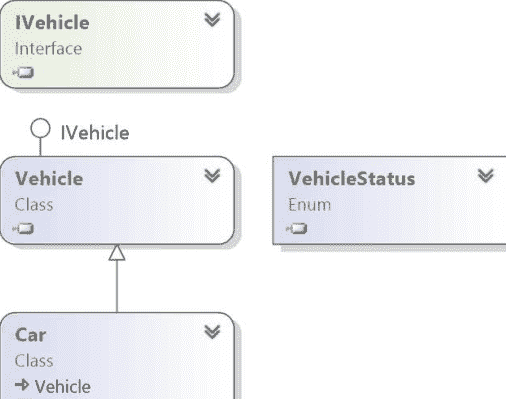 IVehicle
Interface
IVehicle
Vehicle
Class
VehicleStatus
Enum
Car
Class
Vehicle